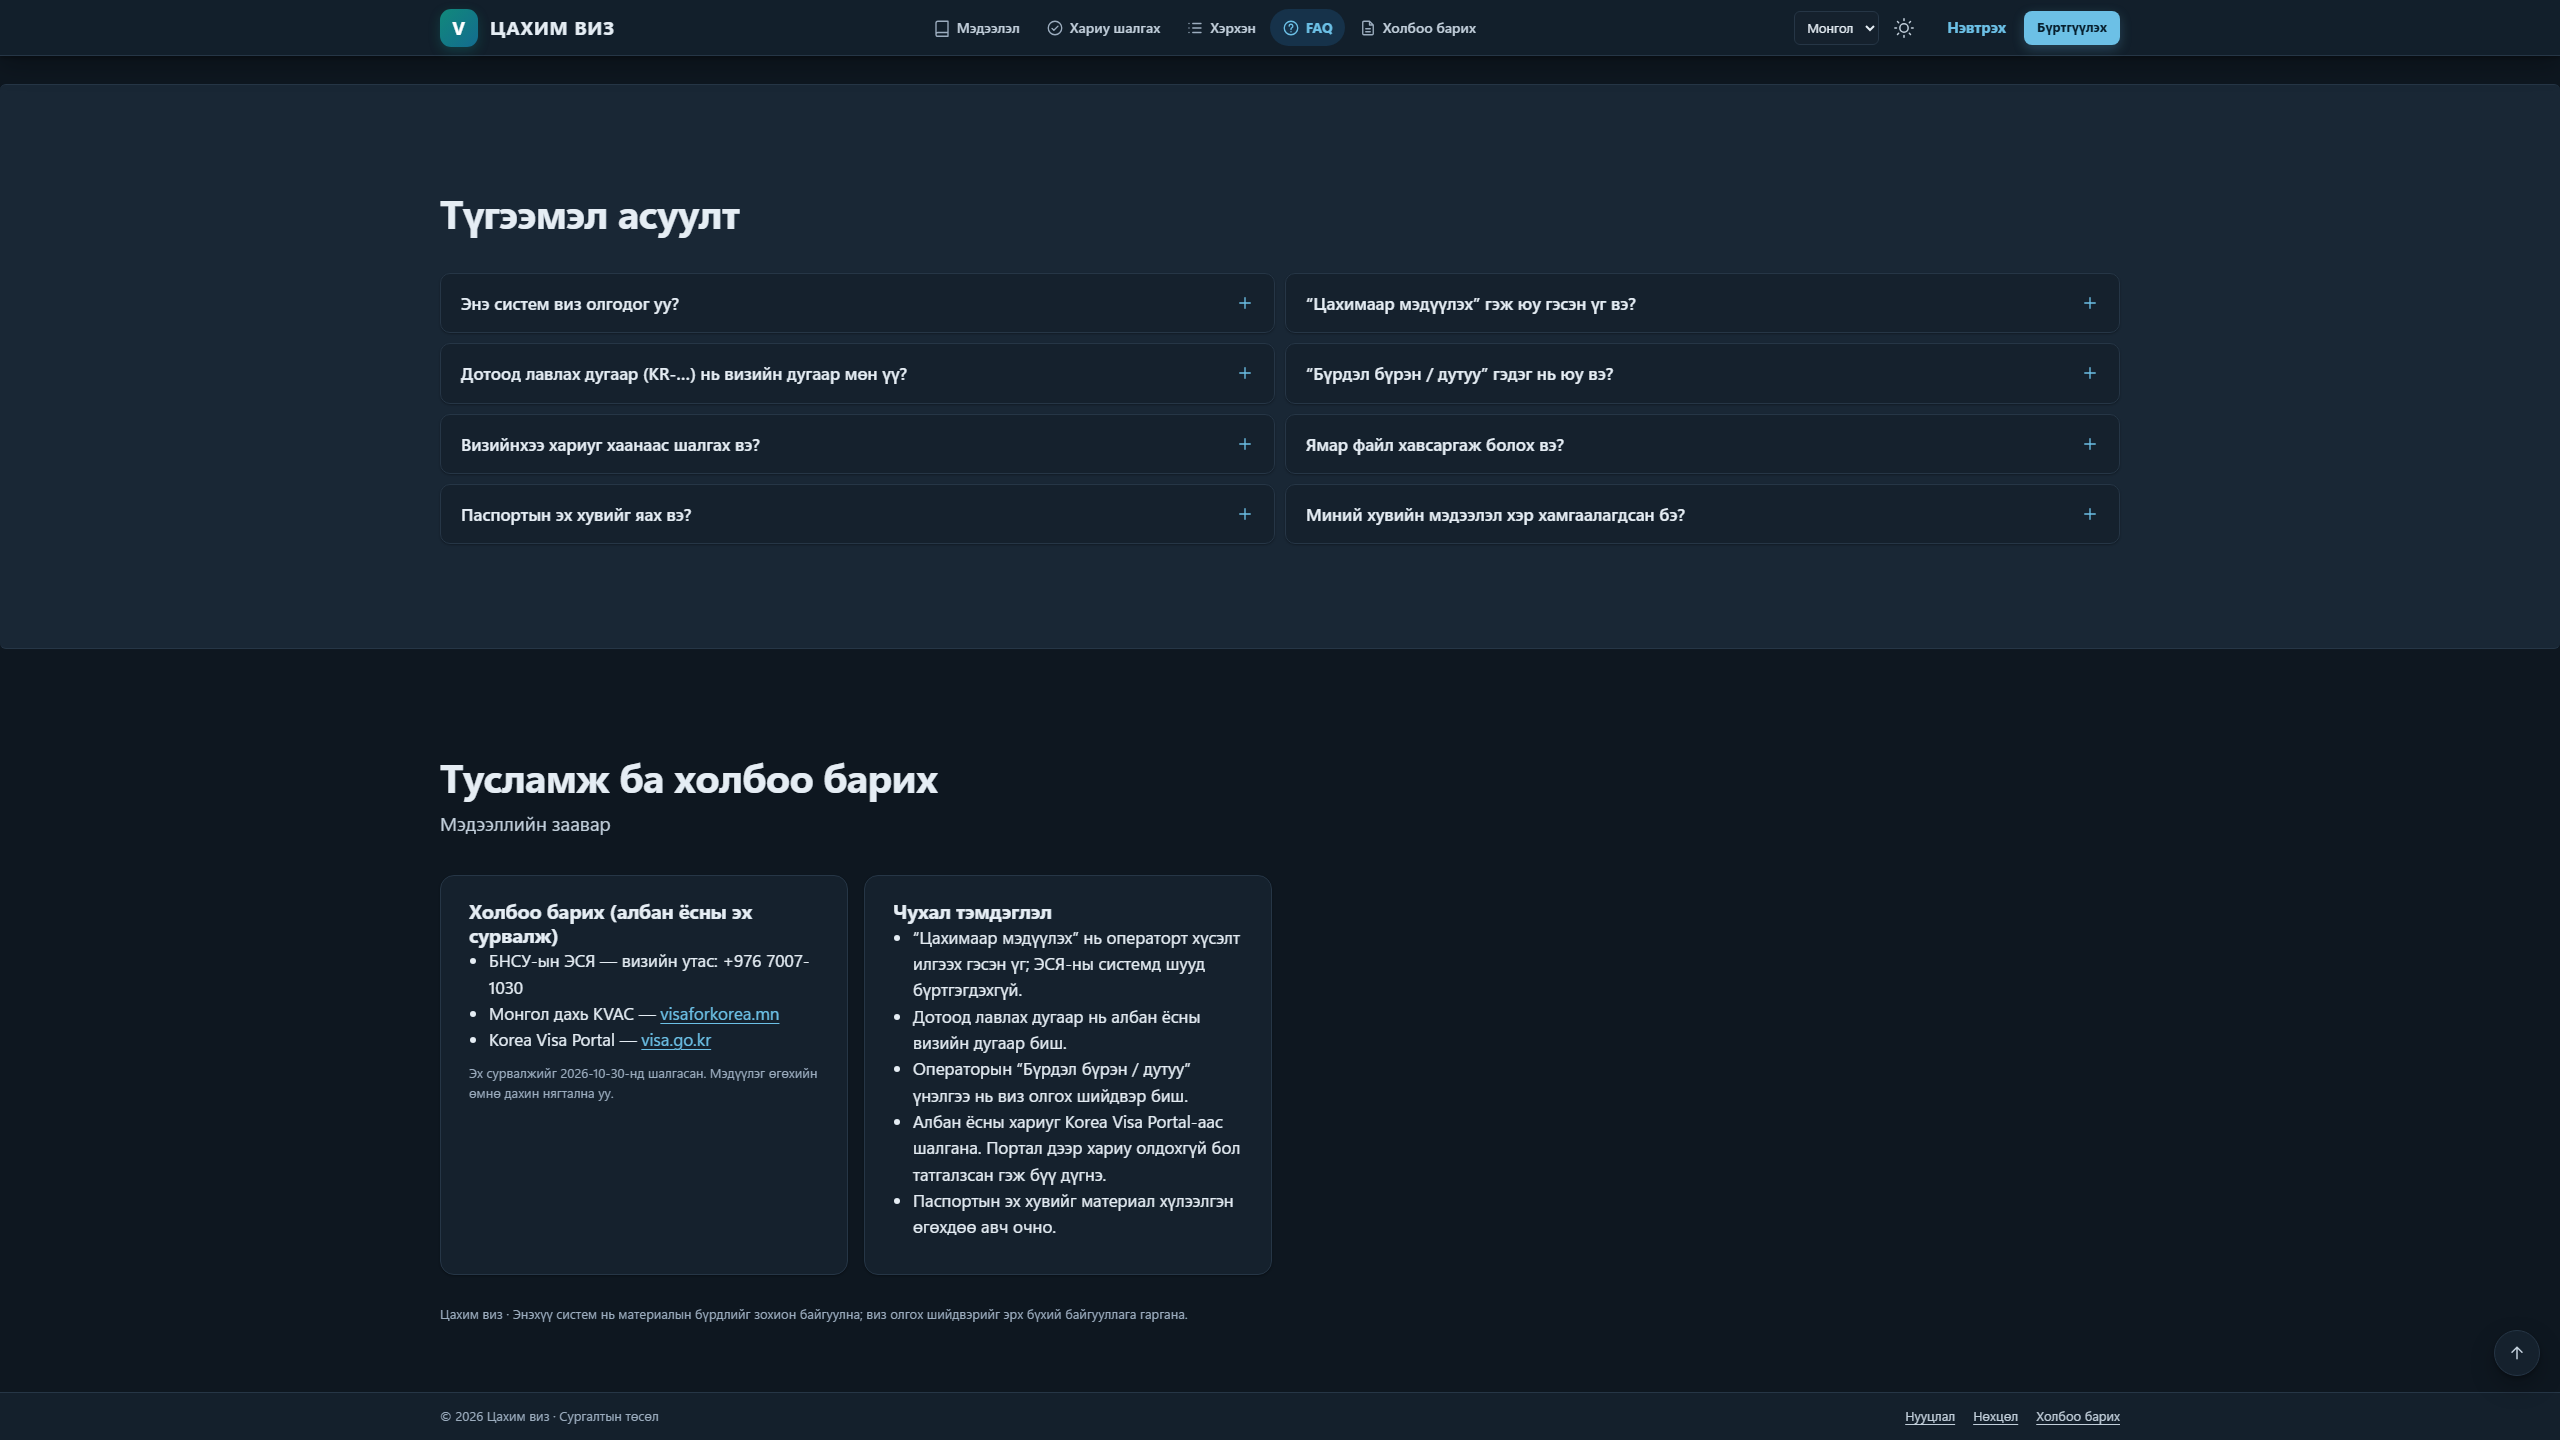 V ЦАХИМ ВИЗ
Мэдээлэл
Хариу шалгах
Хэрхэн
FAQ
Холбоо барих
Монгол
Нэвтрэх
Бүртгүүлэх
Түгээмэл асуулт
Энэ систем виз олгодог уу?
“Цахимаар мэдүүлэх” гэж юу гэсэн үг вэ?
Дотоод лавлах дугаар (KR-...) нь визийн дугаар мөн үү?
“Бүрдэл бүрэн / дутуу” гэдэг нь юу вэ?
Визийнхээ хариуг хаанаас шалгах вэ?
Ямар файл хавсаргаж болох вэ?
Паспортын эх хувийг яах вэ?
Миний хувийн мэдээлэл хэр хамгаалагдсан бэ?
Тусламж ба холбоо барих
Мэдээллийн заавар
Холбоо барих (албан ёсны эх
сурвалж)
• БНСУ-ын ЭСЯ — визийн утас: +976 7007-
1030
• Монгол дахь KVAC — visaforkorea.mn
• Korea Visa Portal — visa.go.kr
Эх сурвалжийг 2026-10-30-нд шалгасан. Мэдүүлэг өгөхийн
өмнө дахин нягтална уу.
Чухал тэмдэглэл
• “Цахимаар мэдүүлэх” нь операторт хүсэлт
илгээх гэсэн үг; ЭСЯ-ны системд шууд
бүртгэгдэхгүй.
• Дотоод лавлах дугаар нь албан ёсны
визийн дугаар биш.
• Операторын “Бүрдэл бүрэн / дутуу”
үнэлгээ нь виз олгох шийдвэр биш.
• Албан ёсны хариуг Korea Visa Portal-аас
шалгана. Портал дээр хариу олдохгүй бол
татгалзсан гэж бүү дүгнэ.
• Паспортын эх хувийг материал хүлээлгэн
өгөхдөө авч очно.
Цахим виз · Энэхүү систем нь материалын бүрдлийг зохион байгуулна; виз олгох шийдвэрийг эрх бүхий байгууллага гаргана.
© 2026 Цахим виз · Сургалтын төсөл
Нууцлал
Нөхцөл
Холбоо барих